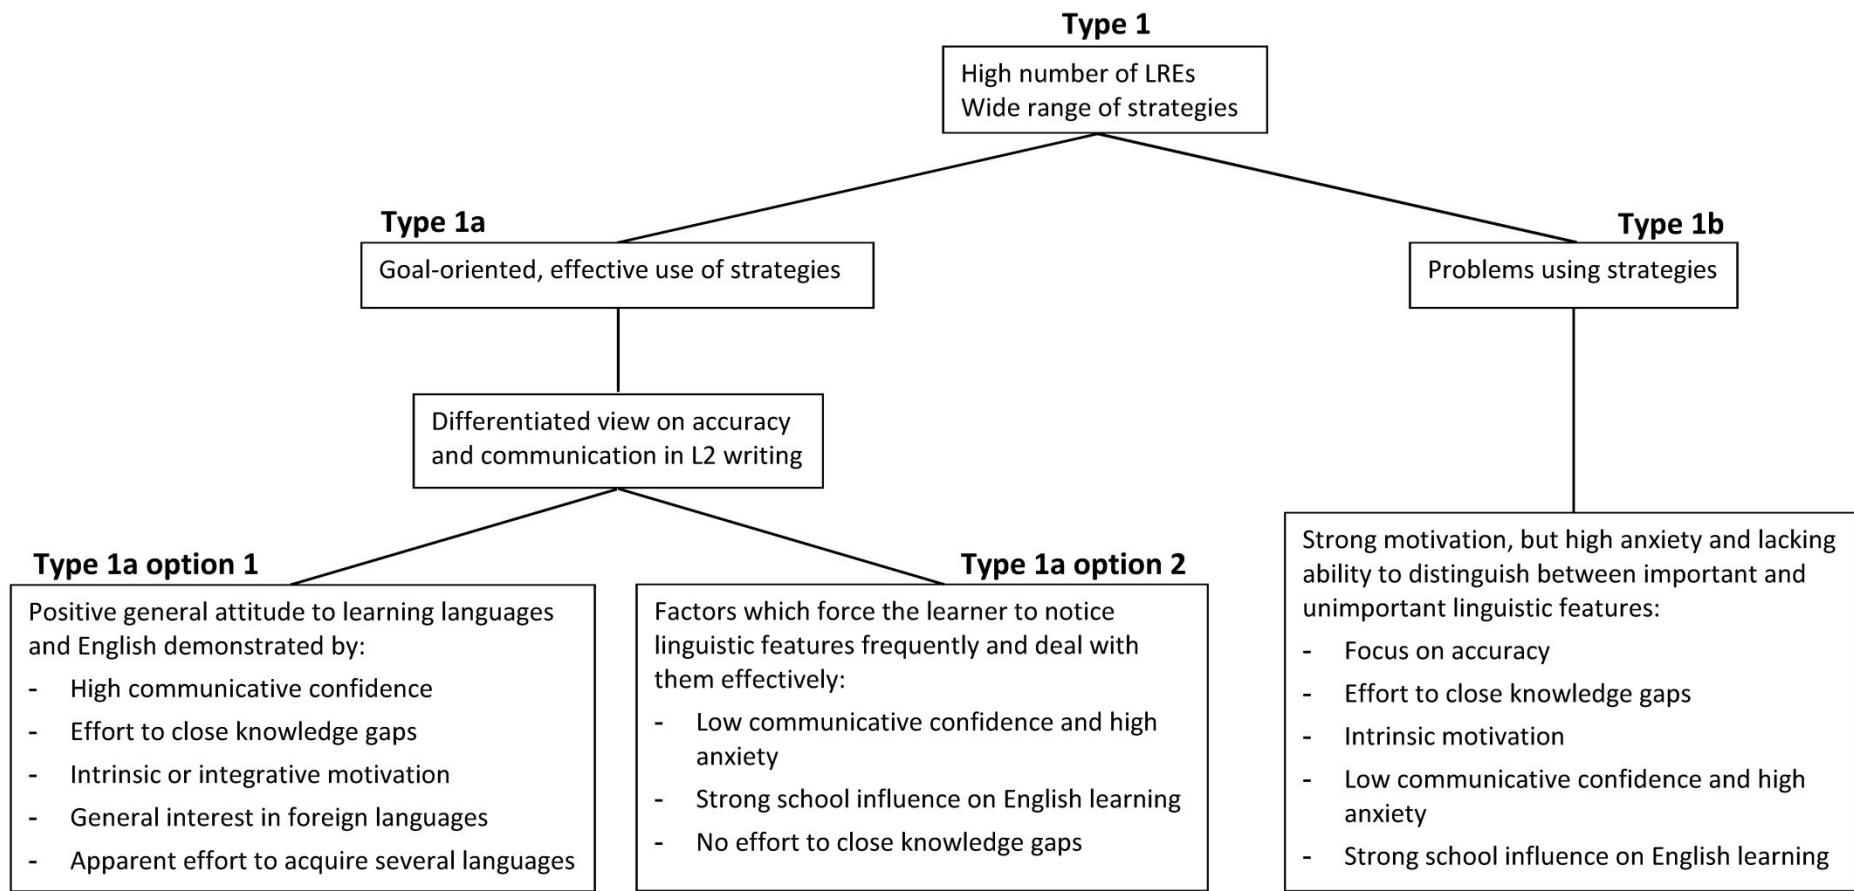 Type 1
High number of LREs
Wide range of strategies
Type 1a
Goal-oriented, effective use of strategies
Type 1b
Problems using strategies
Differentiated view on accuracy
and communication in L2 writing
Type 1a option 1
Positive general attitude to learning languages
and English demonstrated by:
- High communicative confidence
- Effort to close knowledge gaps
- Intrinsic or integrative motivation
- General interest in foreign languages
- Apparent effort to acquire several languages
Type 1a option 2
Factors which force the learner to notice
linguistic features frequently and deal with
them effectively:
- Low communicative confidence and high
anxiety
- Strong school influence on English learning
- No effort to close knowledge gaps
Strong motivation, but high anxiety and lacking
ability to distinguish between important and
unimportant linguistic features:
- Focus on accuracy
- Effort to close knowledge gaps
- Intrinsic motivation
- Low communicative confidence and high
anxiety
- Strong school influence on English learning